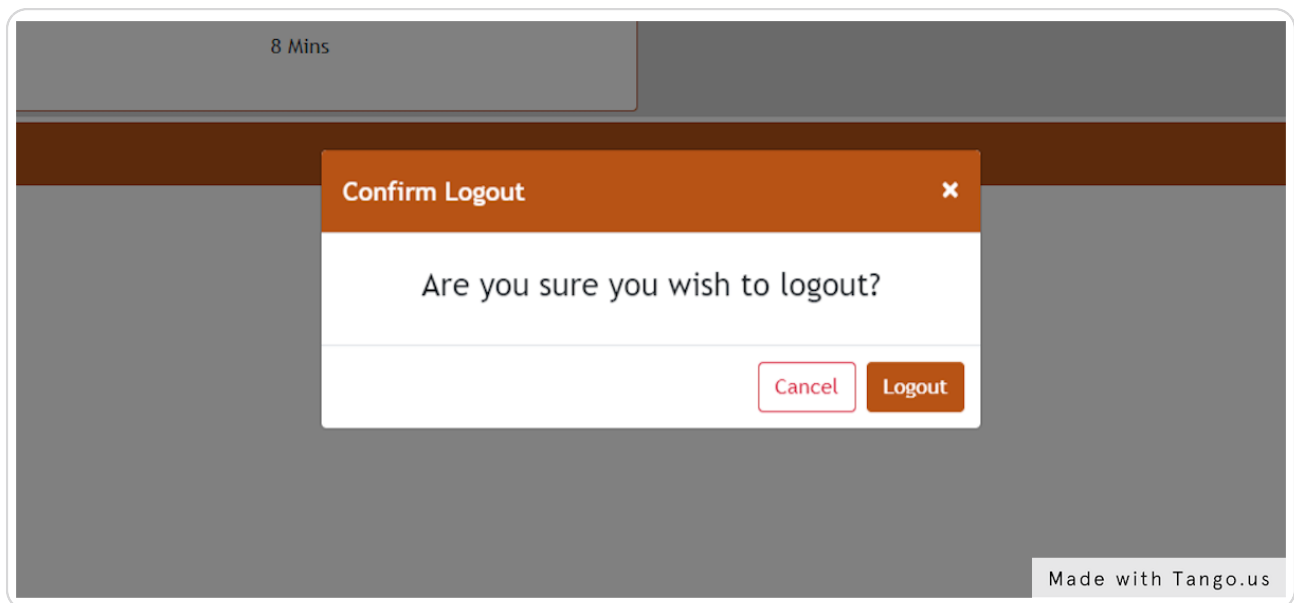 8 Mins
Confirm Logout ×
Are you sure you wish to logout?
Cancel Logout
Made with Tango.us